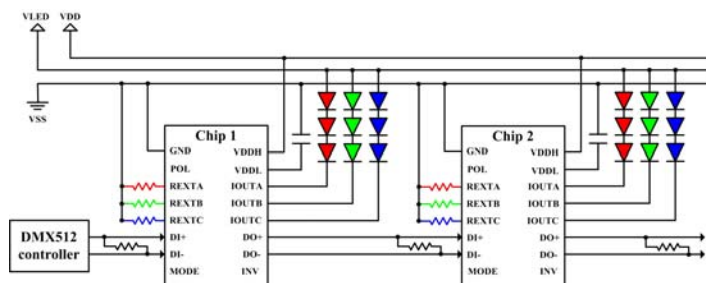 VLED VDD
VSS
Chip 1
GND
POL
REXTA
REXTB
REXTC
DI+
DI-
MODE
VDDH
VDDL
IOUTA
IOUTB
IOUTC
DO+
DO-
INV
Chip 2
GND
POL
REXTA
REXTB
REXTC
DI+
DI-
MODE
VDDH
VDDL
IOUTA
IOUTB
IOUTC
DO+
DO-
INV
DMX512
controller